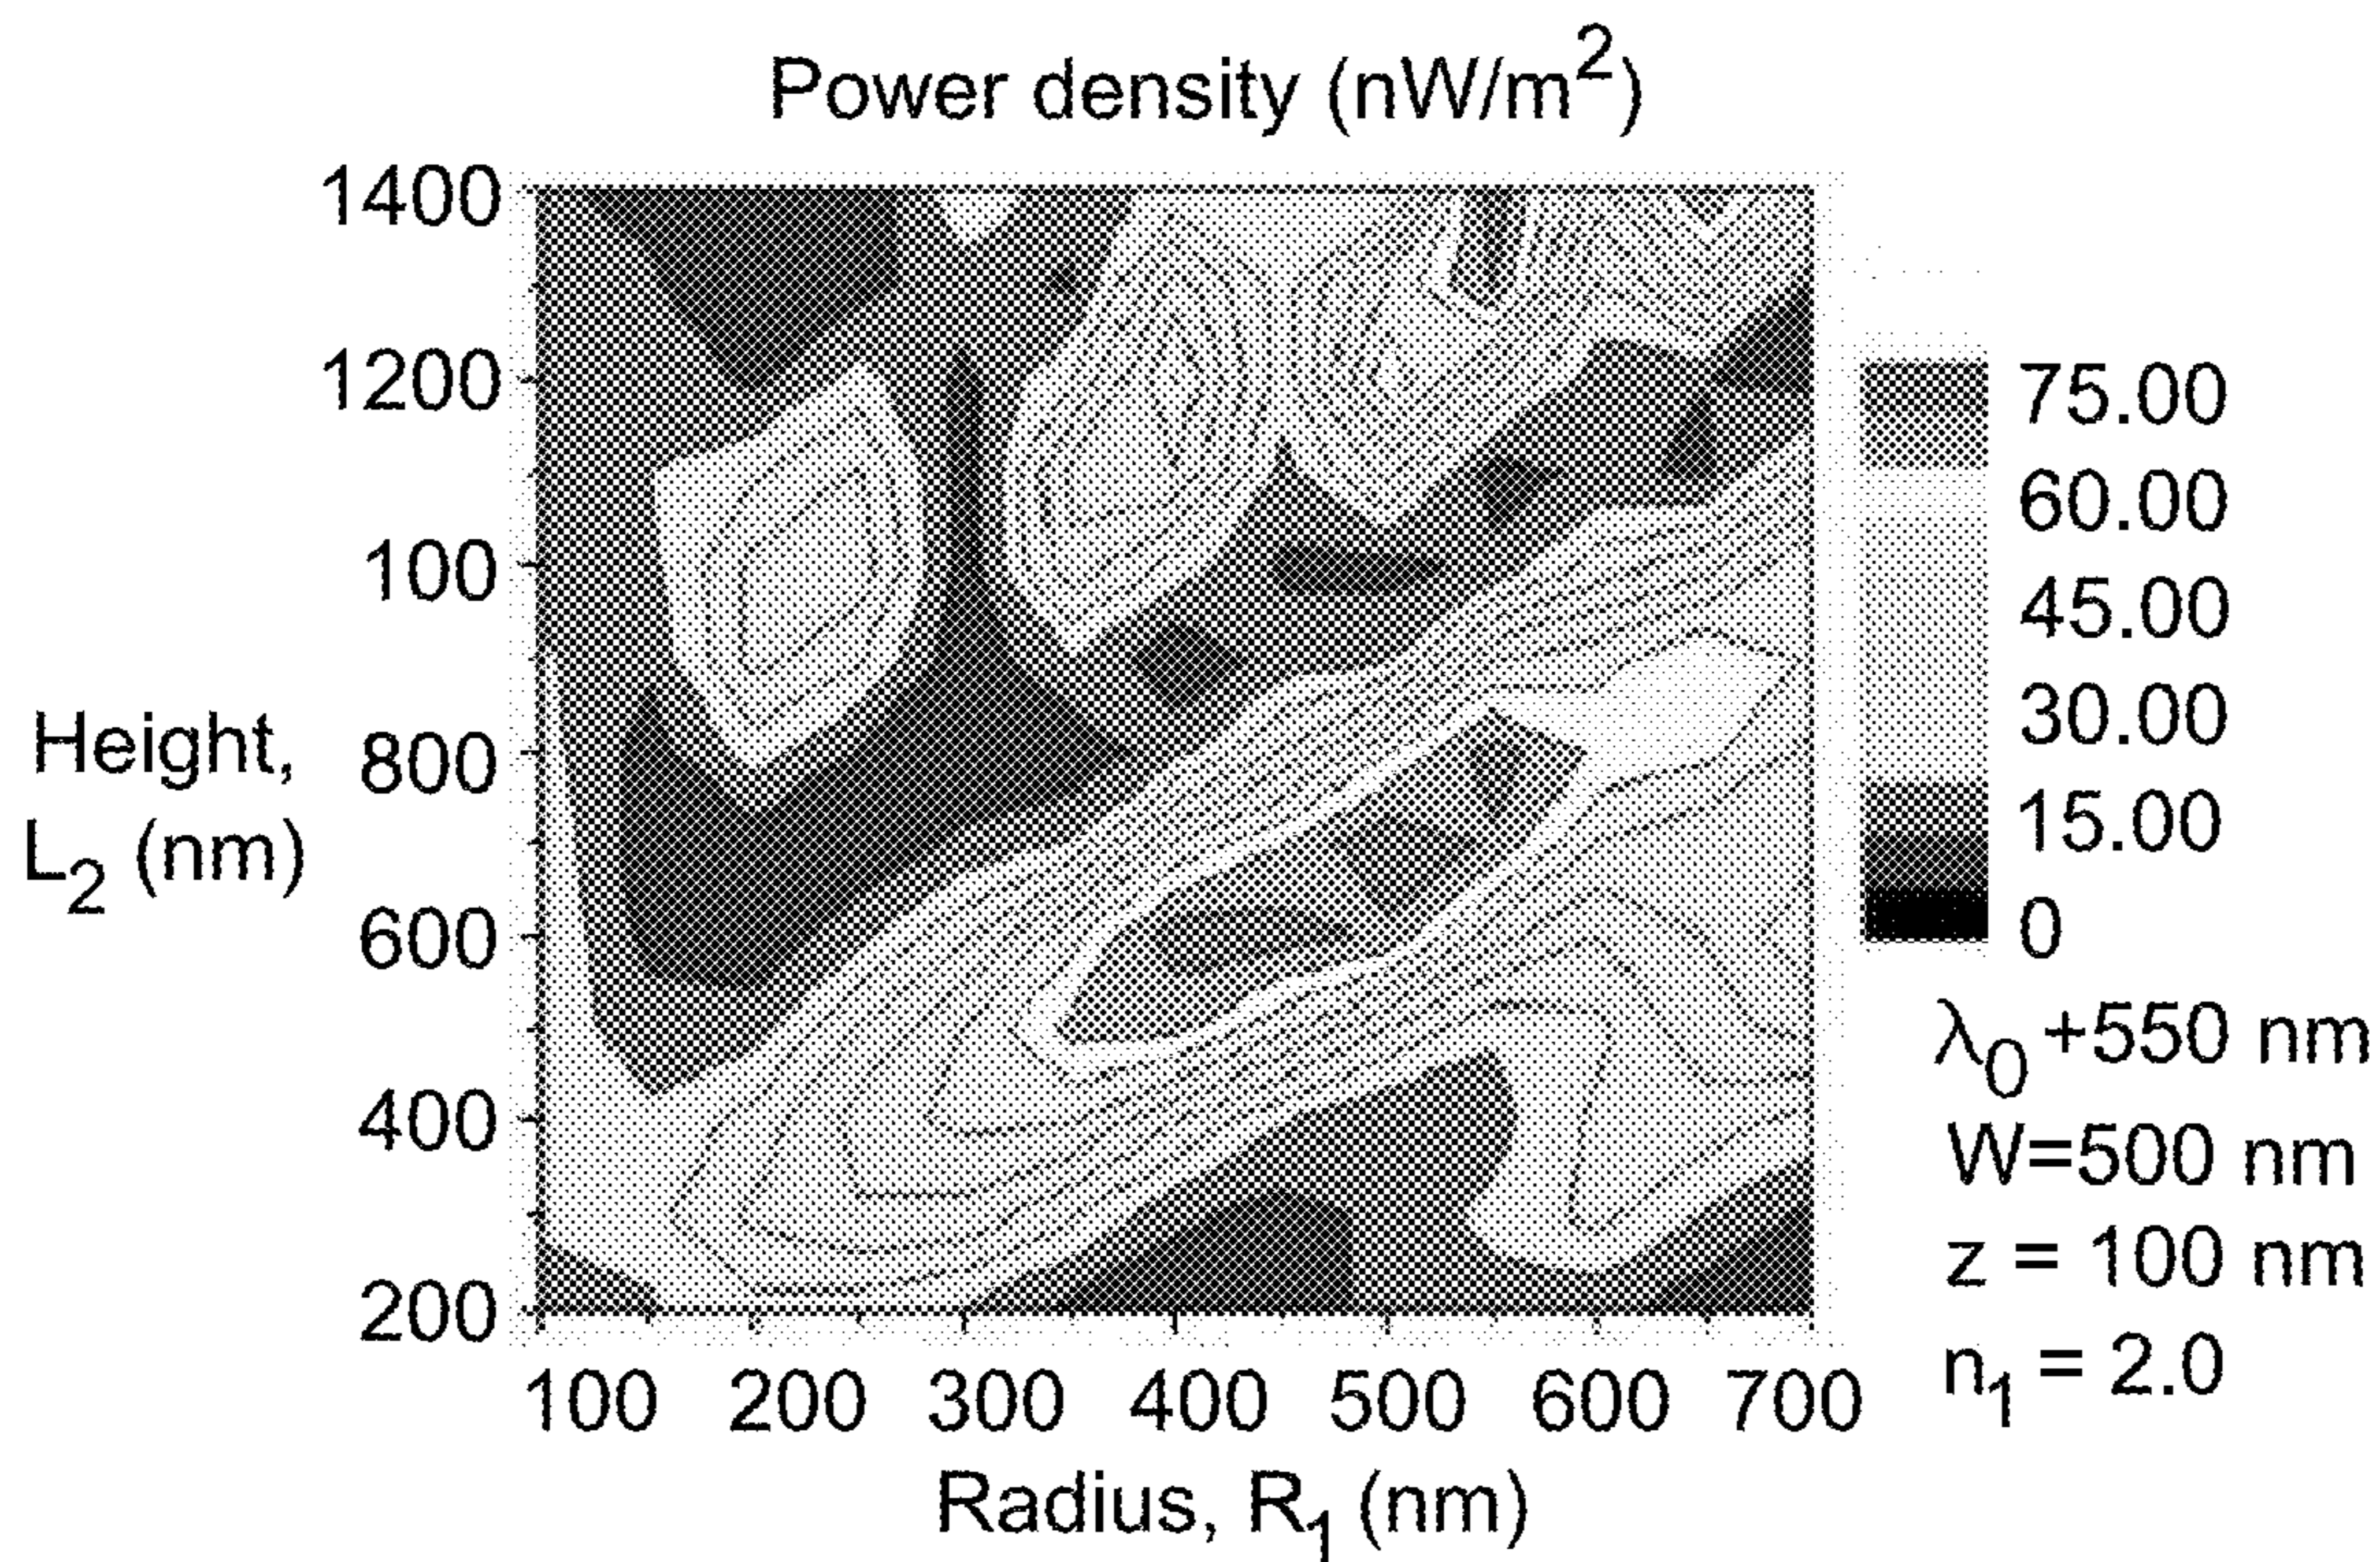 Power density (nW/m²)
1400
1200
100
800
600
400
200
Height,
L₂ (nm)
100 200 300 400 500 600 700
Radius, R₁ (nm)
75.00
60.00
45.00
30.00
15.00
0
λ₀ +550 nm
W=500 nm
z = 100 nm
n₁ = 2.0